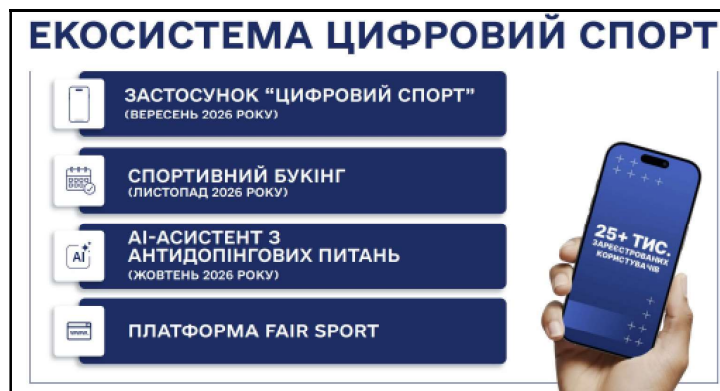 ЕКОСИСТЕМА ЦИФРОВИЙ СПОРТ
ЗАСТОСУНОК “ЦИФРОВИЙ СПОРТ”
(ВЕРЕСЕНЬ 2026 РОКУ)
СПОРТИВНИЙ БУКІНГ
(ЛИСТОПАД 2026 РОКУ)
AI
АІ-АСИСТЕНТ З
АНТИДОПІНГОВИХ ПИТАНЬ
(ЖОВТЕНЬ 2026 РОКУ)
ПЛАТФОРМА FAIR SPORT
25+ ТИС.
ЗАРЕЄСТРОВАНИХ
КОРИСТУВАЧІВ